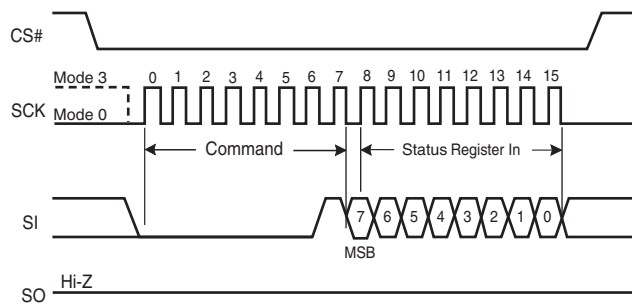 CS#
Mode 3
0 1 2 3 4 5 6 7 8 9 10 11 12 13 14 15
SCK
Mode 0
Command
Status Register In
SI
7 6 5 4 3 2 1 0
MSB
Hi-Z
SO